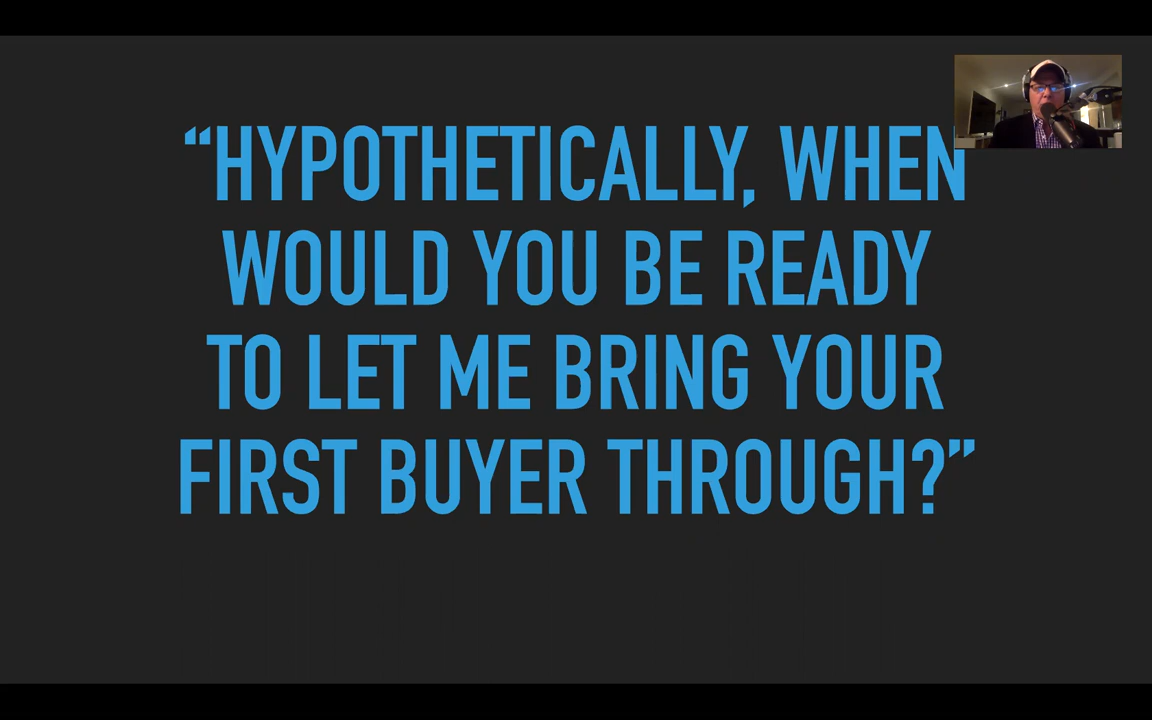 “HYPOTHETICALLY, WHEN
WOULD YOU BE READY
TO LET ME BRING YOUR
FIRST BUYER THROUGH?”